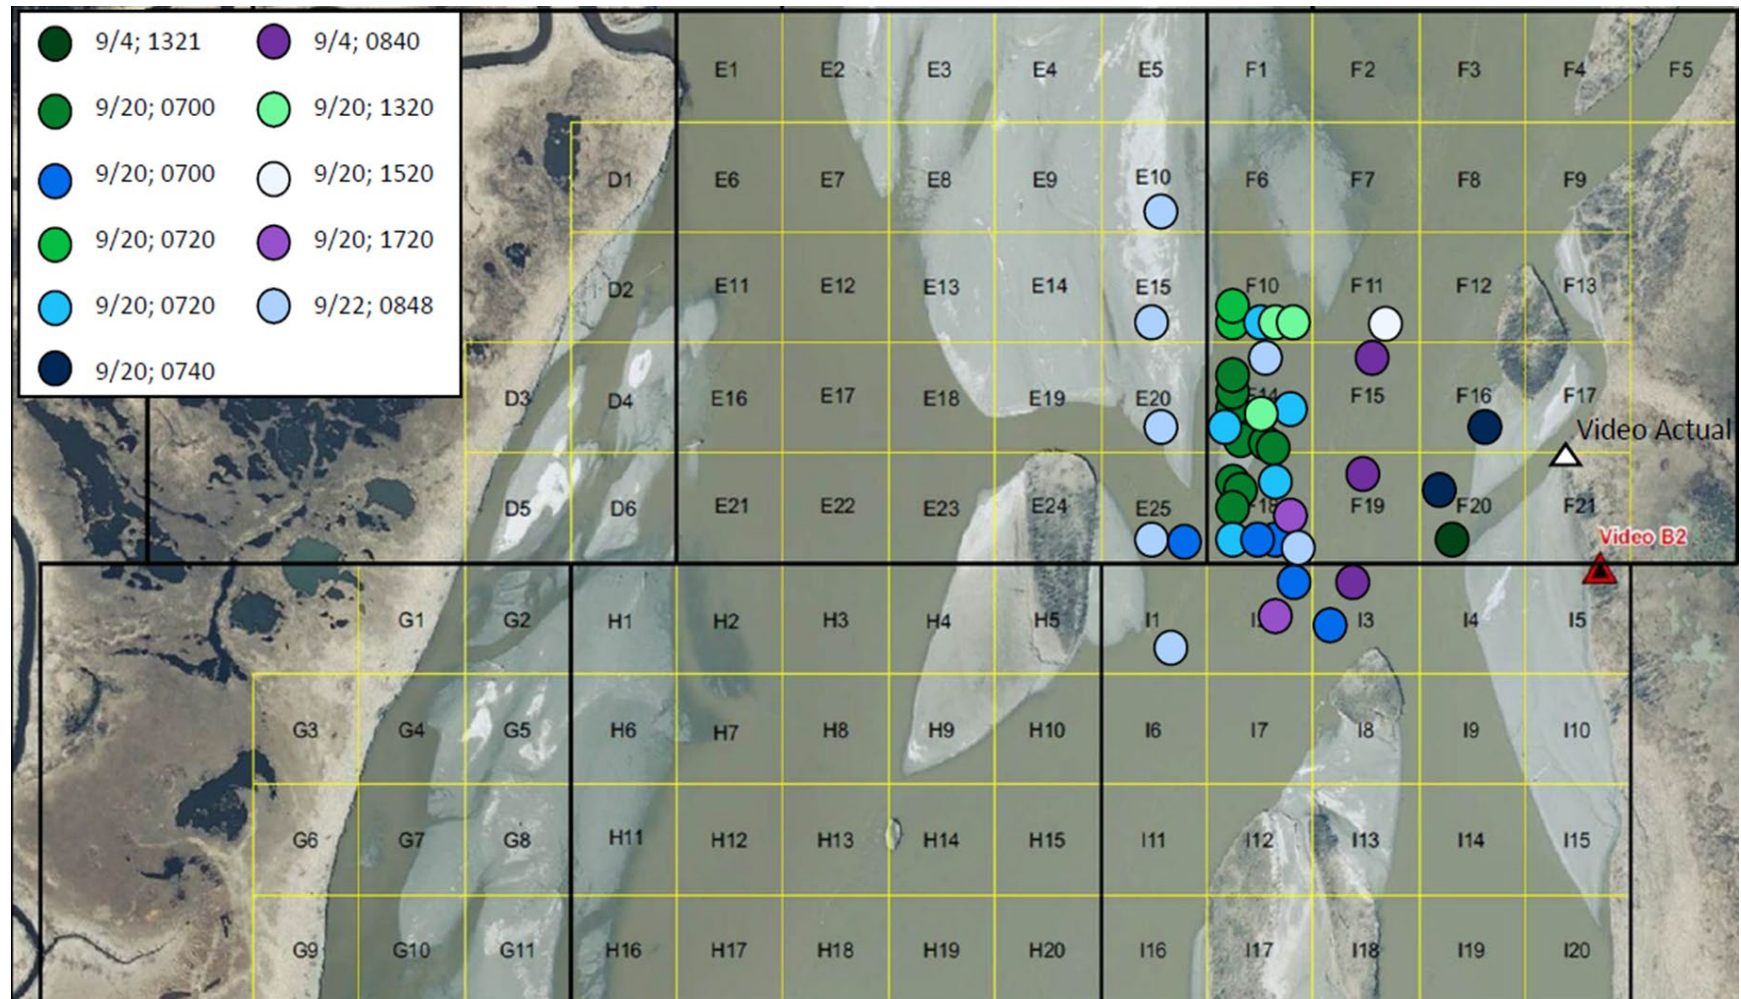 9/4; 1321 9/4; 0840
9/20; 0700 9/20; 1320
9/20; 0700 9/20; 1520
9/20; 0720 9/20; 1720
9/20; 0720 9/22; 0848
9/20; 0740
E1 E2 E3 E4 E5 F1 F2 F3 F4 F5
D1 E6 E7 E8 E9 E10 F6 F7 F8 F9
D2 E11 E12 E13 E14 E15 F10 F11 F12 F13
D3 D4 E16 E17 E18 E19 E20 F14 F15 F16 F17
Video Actual
D5 D6 E21 E22 E23 E24 E25 F18 F19 F20 F21
Video B2
G1 G2 H1 H2 H3 H4 H5 I1 I3 I4 I5
G3 G4 G5 H6 H7 H8 H9 H10 I6 I7 I8 I9 I10
G6 G7 G8 H11 H12 H13 H14 H15 I11 I12 I13 I14 I15
G9 G10 G11 H16 H17 H18 H19 H20 I16 I17 I18 I19 I20